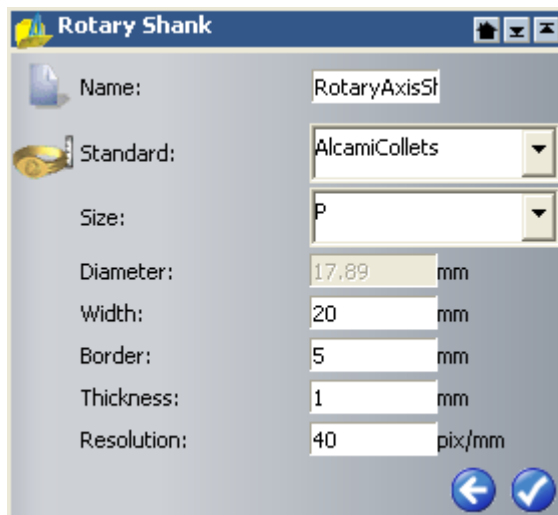 Rotary Shank
Name: RotaryAxisSh
Standard: AlcamiCollets
Size: P
Diameter: 17.89 mm
Width: 20 mm
Border: 5 mm
Thickness: 1 mm
Resolution: 40 pix/mm